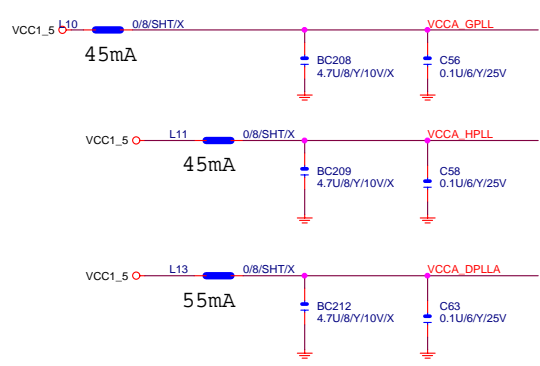 VCC1_5 L10 0/8/SHT/X VCCA_GPLL
45mA
BC208 C56
4.7U/8/Y/10V/X 0.1U/6/Y/25V
VCC1_5 L11 0/8/SHT/X VCCA_HPLL
45mA
BC209 C58
4.7U/8/Y/10V/X 0.1U/6/Y/25V
VCC1_5 L13 0/8/SHT/X VCCA_DPLLA
55mA
BC212 C63
4.7U/8/Y/10V/X 0.1U/6/Y/25V